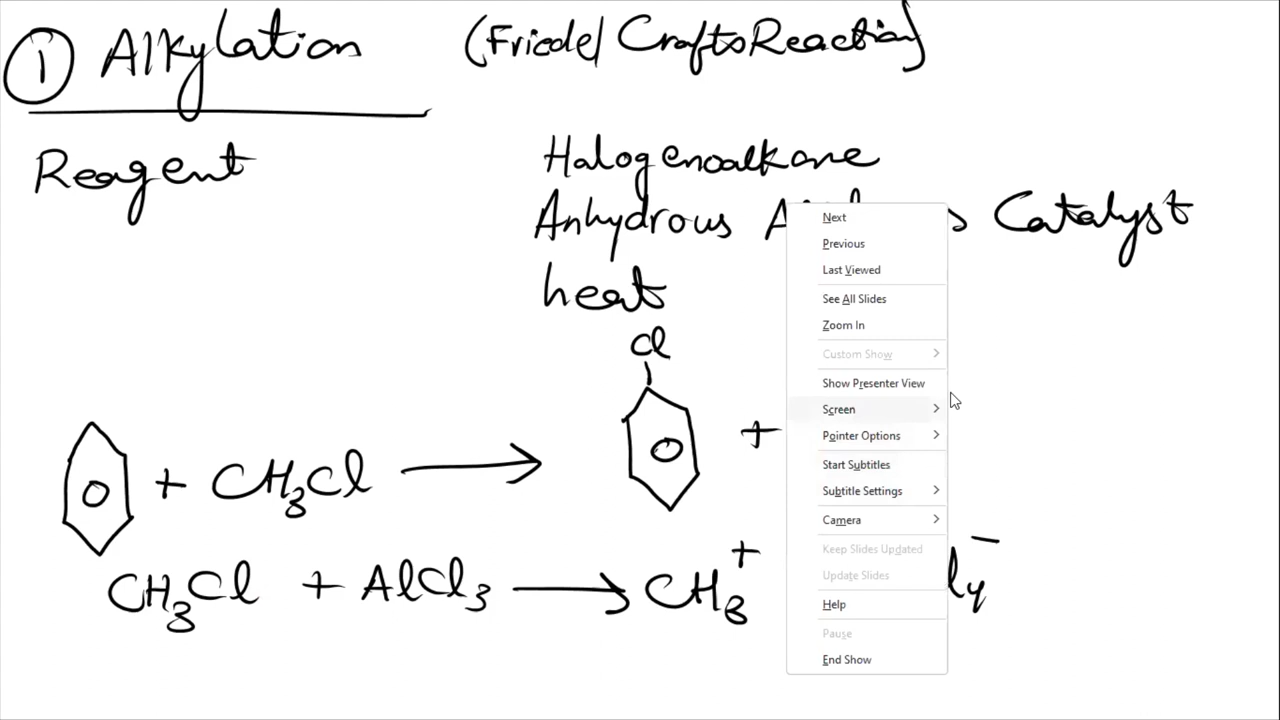 ① Alkylation (Friedel Crafts Reaction)
Reagent
Halogenoalkane
Anhydrous A s Catalyst
heat
Cl
+ CH₃Cl ⟶ +
CH₃Cl + AlCl₃ ⟶ CH₃⁺ l₄⁻
Next
Previous
Last Viewed
See All Slides
Zoom In
Custom Show
Show Presenter View
Screen
Pointer Options
Start Subtitles
Subtitle Settings
Camera
Keep Slides Updated
Update Slides
Help
Pause
End Show